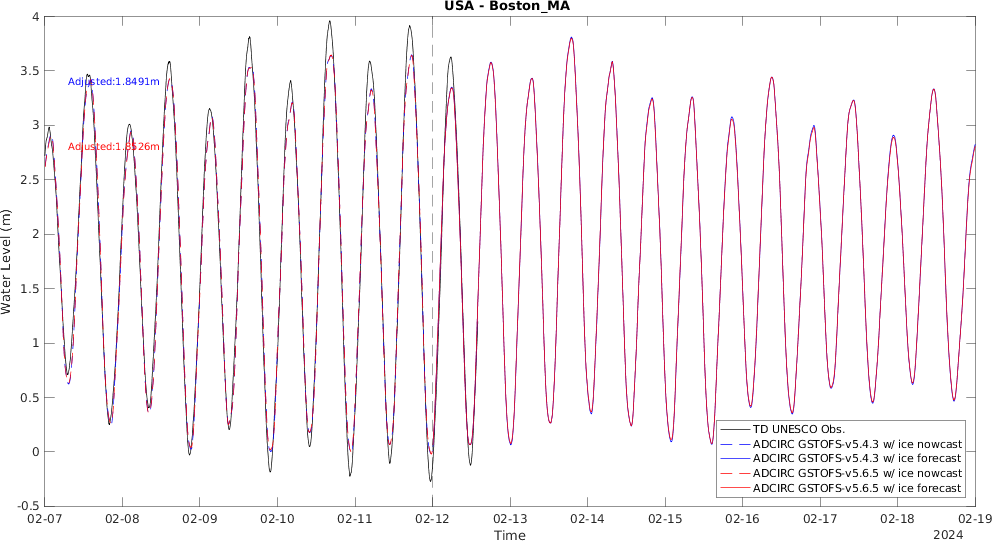 USA - Boston_MA
4
3.5
3
2.5
2
1.5
1
0.5
0
-0.5
Water Level (m)
Adjusted:1.8491m
Adjusted:1.8526m
TD UNESCO Obs.
ADCIRC GSTOFS-v5.4.3 w/ ice nowcast
ADCIRC GSTOFS-v5.4.3 w/ ice forecast
ADCIRC GSTOFS-v5.6.5 w/ ice nowcast
ADCIRC GSTOFS-v5.6.5 w/ ice forecast
02-07 02-08 02-09 02-10 02-11 02-12 02-13 02-14 02-15 02-16 02-17 02-18 02-19
Time
2024